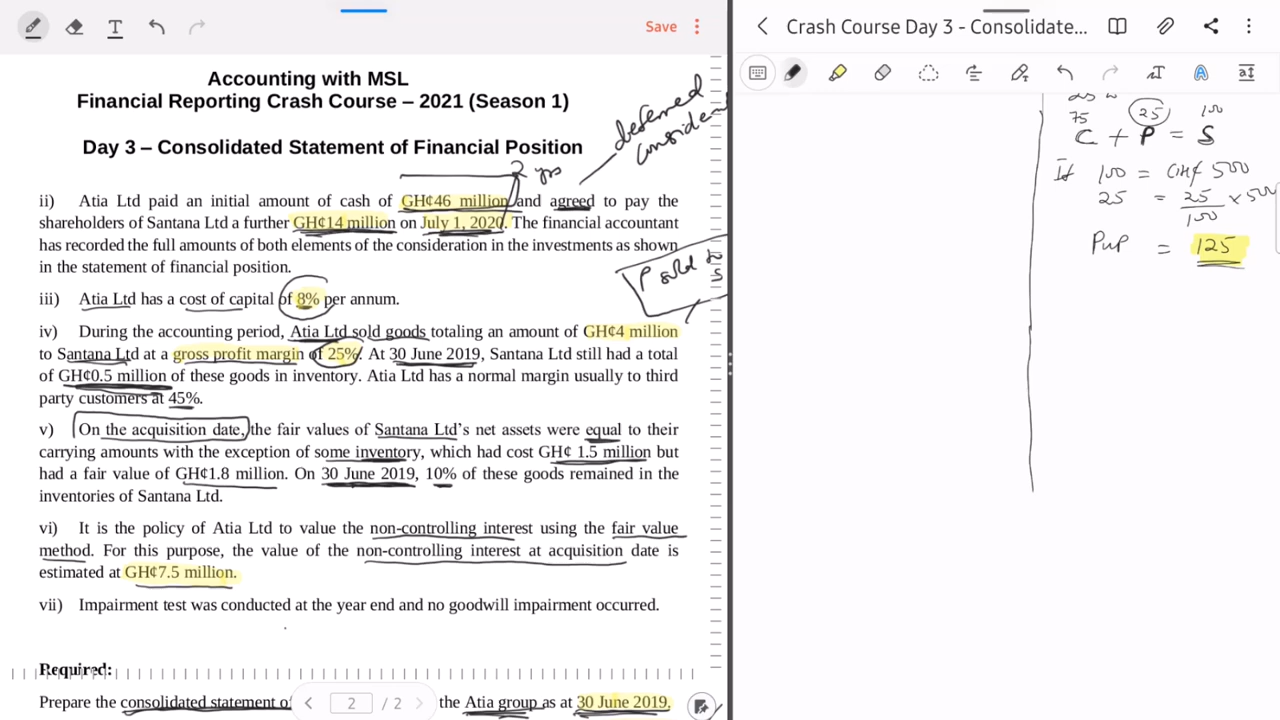 Save
Accounting with MSL
Financial Reporting Crash Course – 2021 (Season 1)
Day 3 – Consolidated Statement of Financial Position
deferred
2 yrs
ii) Atia Ltd paid an initial amount of cash of GH¢46 million and agreed to pay the
shareholders of Santana Ltd a further GH¢14 million on July 1, 2020. The financial accountant
has recorded the full amounts of both elements of the consideration in the investments as shown
in the statement of financial position.
P sold to
S
iii) Atia Ltd has a cost of capital of 8% per annum.
iv) During the accounting period, Atia Ltd sold goods totaling an amount of GH¢4 million
to Santana Ltd at a gross profit margin of 25%. At 30 June 2019, Santana Ltd still had a total
of GH¢0.5 million of these goods in inventory. Atia Ltd has a normal margin usually to third
party customers at 45%.
v) On the acquisition date, the fair values of Santana Ltd's net assets were equal to their
carrying amounts with the exception of some inventory, which had cost GH¢ 1.5 million but
had a fair value of GH¢1.8 million. On 30 June 2019, 10% of these goods remained in the
inventories of Santana Ltd.
vi) It is the policy of Atia Ltd to value the non-controlling interest using the fair value
method. For this purpose, the value of the non-controlling interest at acquisition date is
estimated at GH¢7.5 million.
vii) Impairment test was conducted at the year end and no goodwill impairment occurred.
Required:
Prepare the consolidated statement o
the Atia group as at 30 June 2019.
2 / 2
Crash Course Day 3 - Consolidate...
75 25 100
C + P = S
If 100 = GH¢ 500
25 = 25/100 × 500
PUP = 125